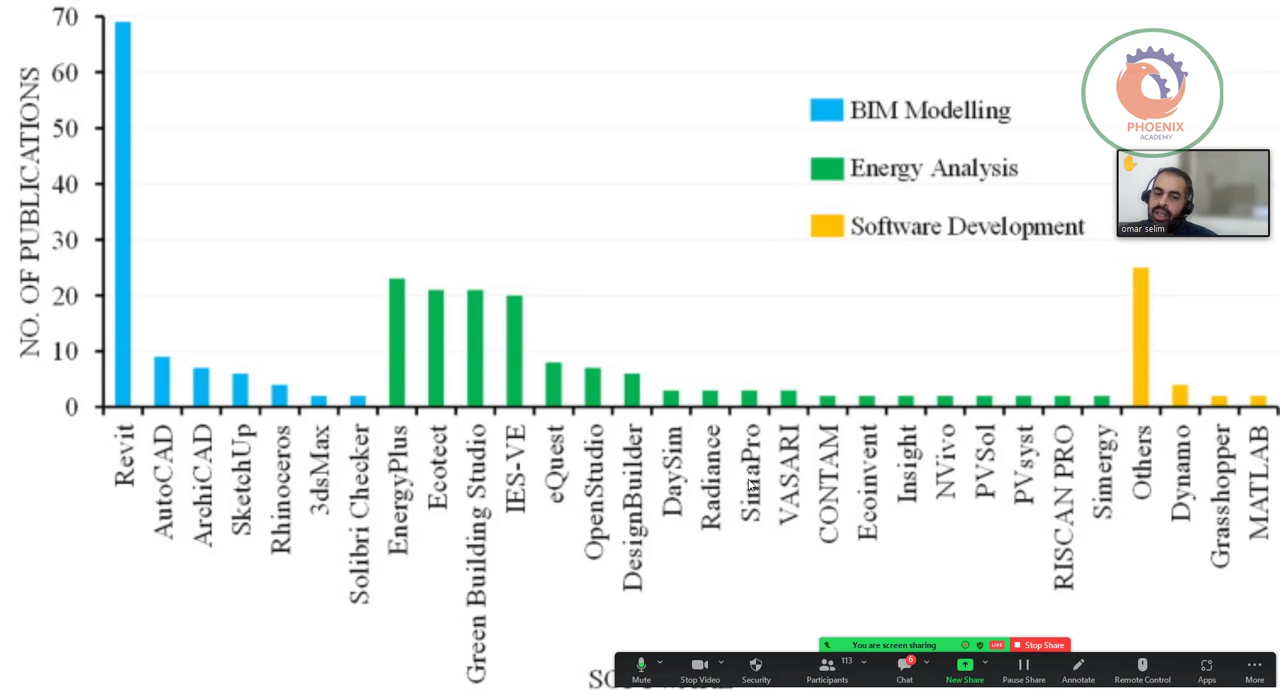 70
60
50
40
30
20
10
0
NO. OF PUBLICATIONS
BIM Modelling
Energy Analysis
Software Development
PHOENIX
ACADEMY
omar selim
Revit
AutoCAD
ArchiCAD
SketchUp
Rhinoceros
3dsMax
Solibri Checker
EnergyPlus
Ecotect
Green Building Studio
IES-VE
eQuest
OpenStudio
DesignBuilder
DaySim
Radiance
SimaPro
VASARI
CONTAM
Ecoinvent
Insight
NVivo
PVSol
PVsyst
RISCAN PRO
Simergy
Others
Dynamo
Grasshopper
MATLAB
You are screen sharing LIVE Stop Share
113
6
Mute Stop Video Security Participants Chat New Share Pause Share Annotate Remote Control Apps More